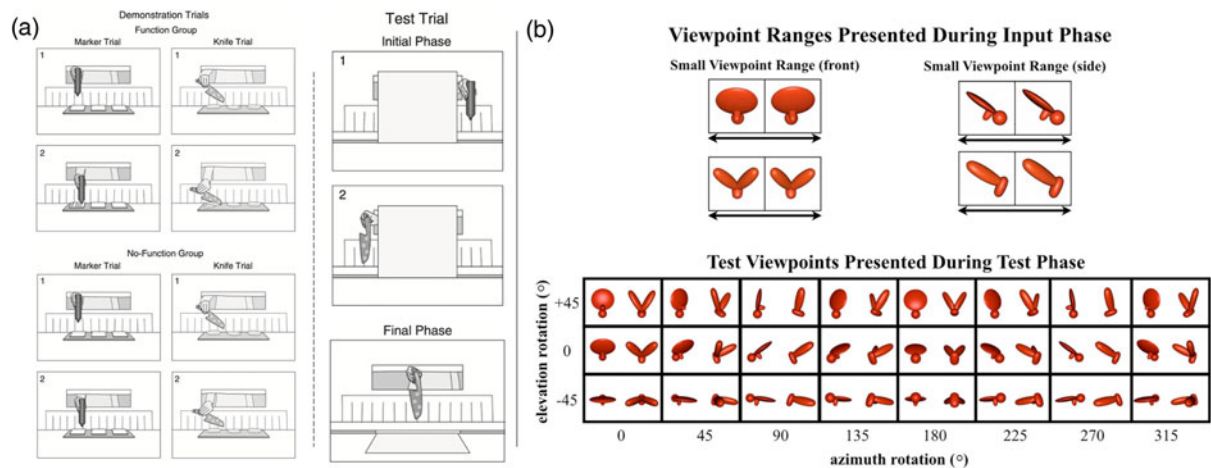 (a)
Demonstration Trials
Function Group
Marker Trial
Knife Trial
1
1
2
2
No-Function Group
Marker Trial
Knife Trial
1
1
2
2
Test Trial
Initial Phase
1
2
Final Phase
(b)
Viewpoint Ranges Presented During Input Phase
Small Viewpoint Range (front)
Small Viewpoint Range (side)
Test Viewpoints Presented During Test Phase
elevation rotation (°)
+45
0
-45
0 45 90 135 180 225 270 315
azimuth rotation (°)